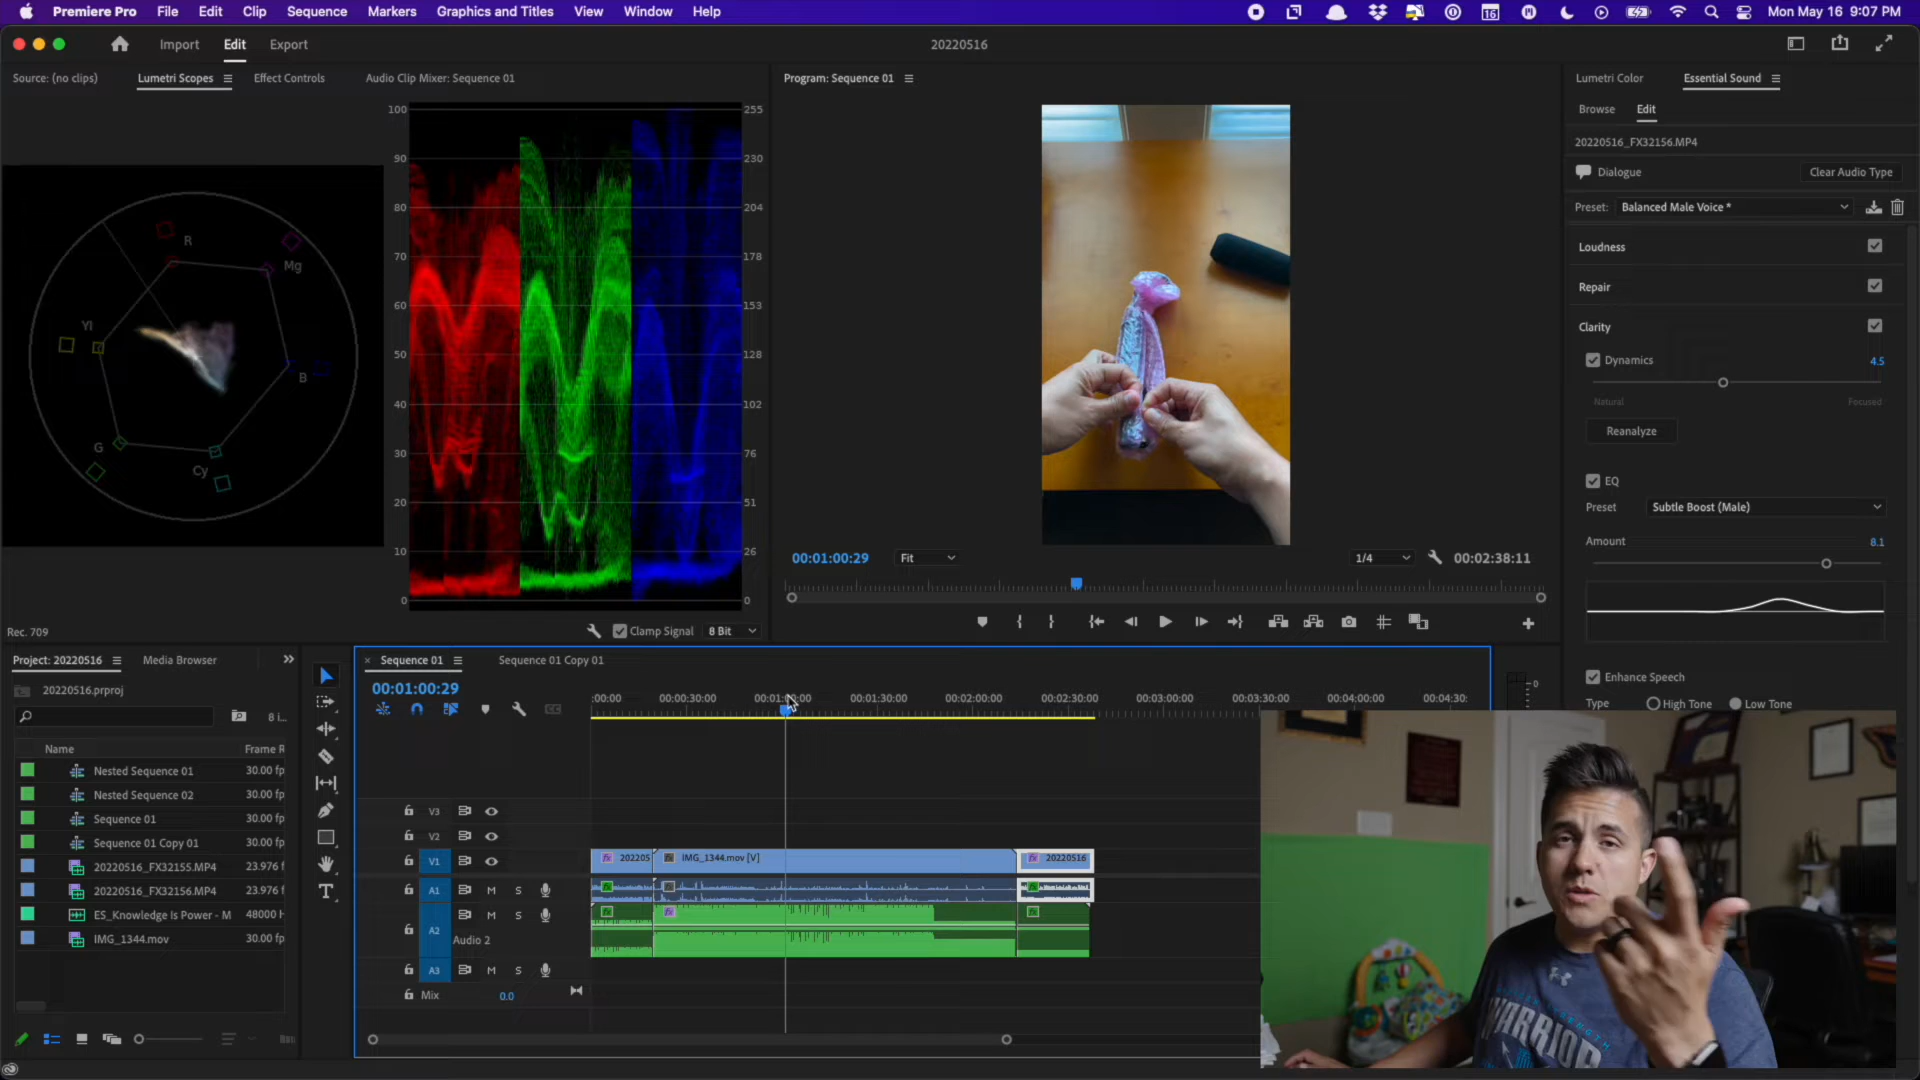 Premiere Pro File Edit Clip Sequence Markers Graphics and Titles View Window Help
16 Mon May 16 9:07 PM
Import Edit Export
20220516
Source: (no clips) Lumetri Scopes Effect Controls Audio Clip Mixer: Sequence 01
Program: Sequence 01
Lumetri Color Essential Sound
Browse Edit
20220516_FX32156.MP4
Dialogue Clear Audio Type
Preset: Balanced Male Voice *
Loudness
Repair
Clarity
Dynamics 4.5
Natural Focused
Reanalyze
EQ
Preset Subtle Boost (Male)
Amount 8.1
Enhance Speech
Type High Tone Low Tone
R
Mg
Yl
B
G
Cy
100 255
90 230
80 204
70 178
60 153
50 128
40 102
30 76
20 51
10 26
0 0
Rec. 709
Clamp Signal 8 Bit
00:01:00:29 Fit 1/4 00:02:38:11
Project: 20220516 Media Browser
20220516.prproj
8 i...
Name Frame R
Nested Sequence 01 30.00 fp
Nested Sequence 02 30.00 fp
Sequence 01 30.00 fp
Sequence 01 Copy 01 30.00 fp
20220516_FX32155.MP4 23.976 f
20220516_FX32156.MP4 23.976 f
ES_Knowledge Is Power - M 48000 H
IMG_1344.mov 30.00 fp
Sequence 01 Sequence 01 Copy 01
00:01:00:29
:00:00 00:00:30:00 00:01:00:00 00:01:30:00 00:02:00:00 00:02:30:00 00:03:00:00 00:03:30:00 00:04:00:00 00:04:30:
V3
V2
V1 fx 202205 fx IMG_1344.mov [V] fx 20220516
A1 M S
A2 M S
Audio 2
A3 M S
Mix 0.0
0
WARRIOR